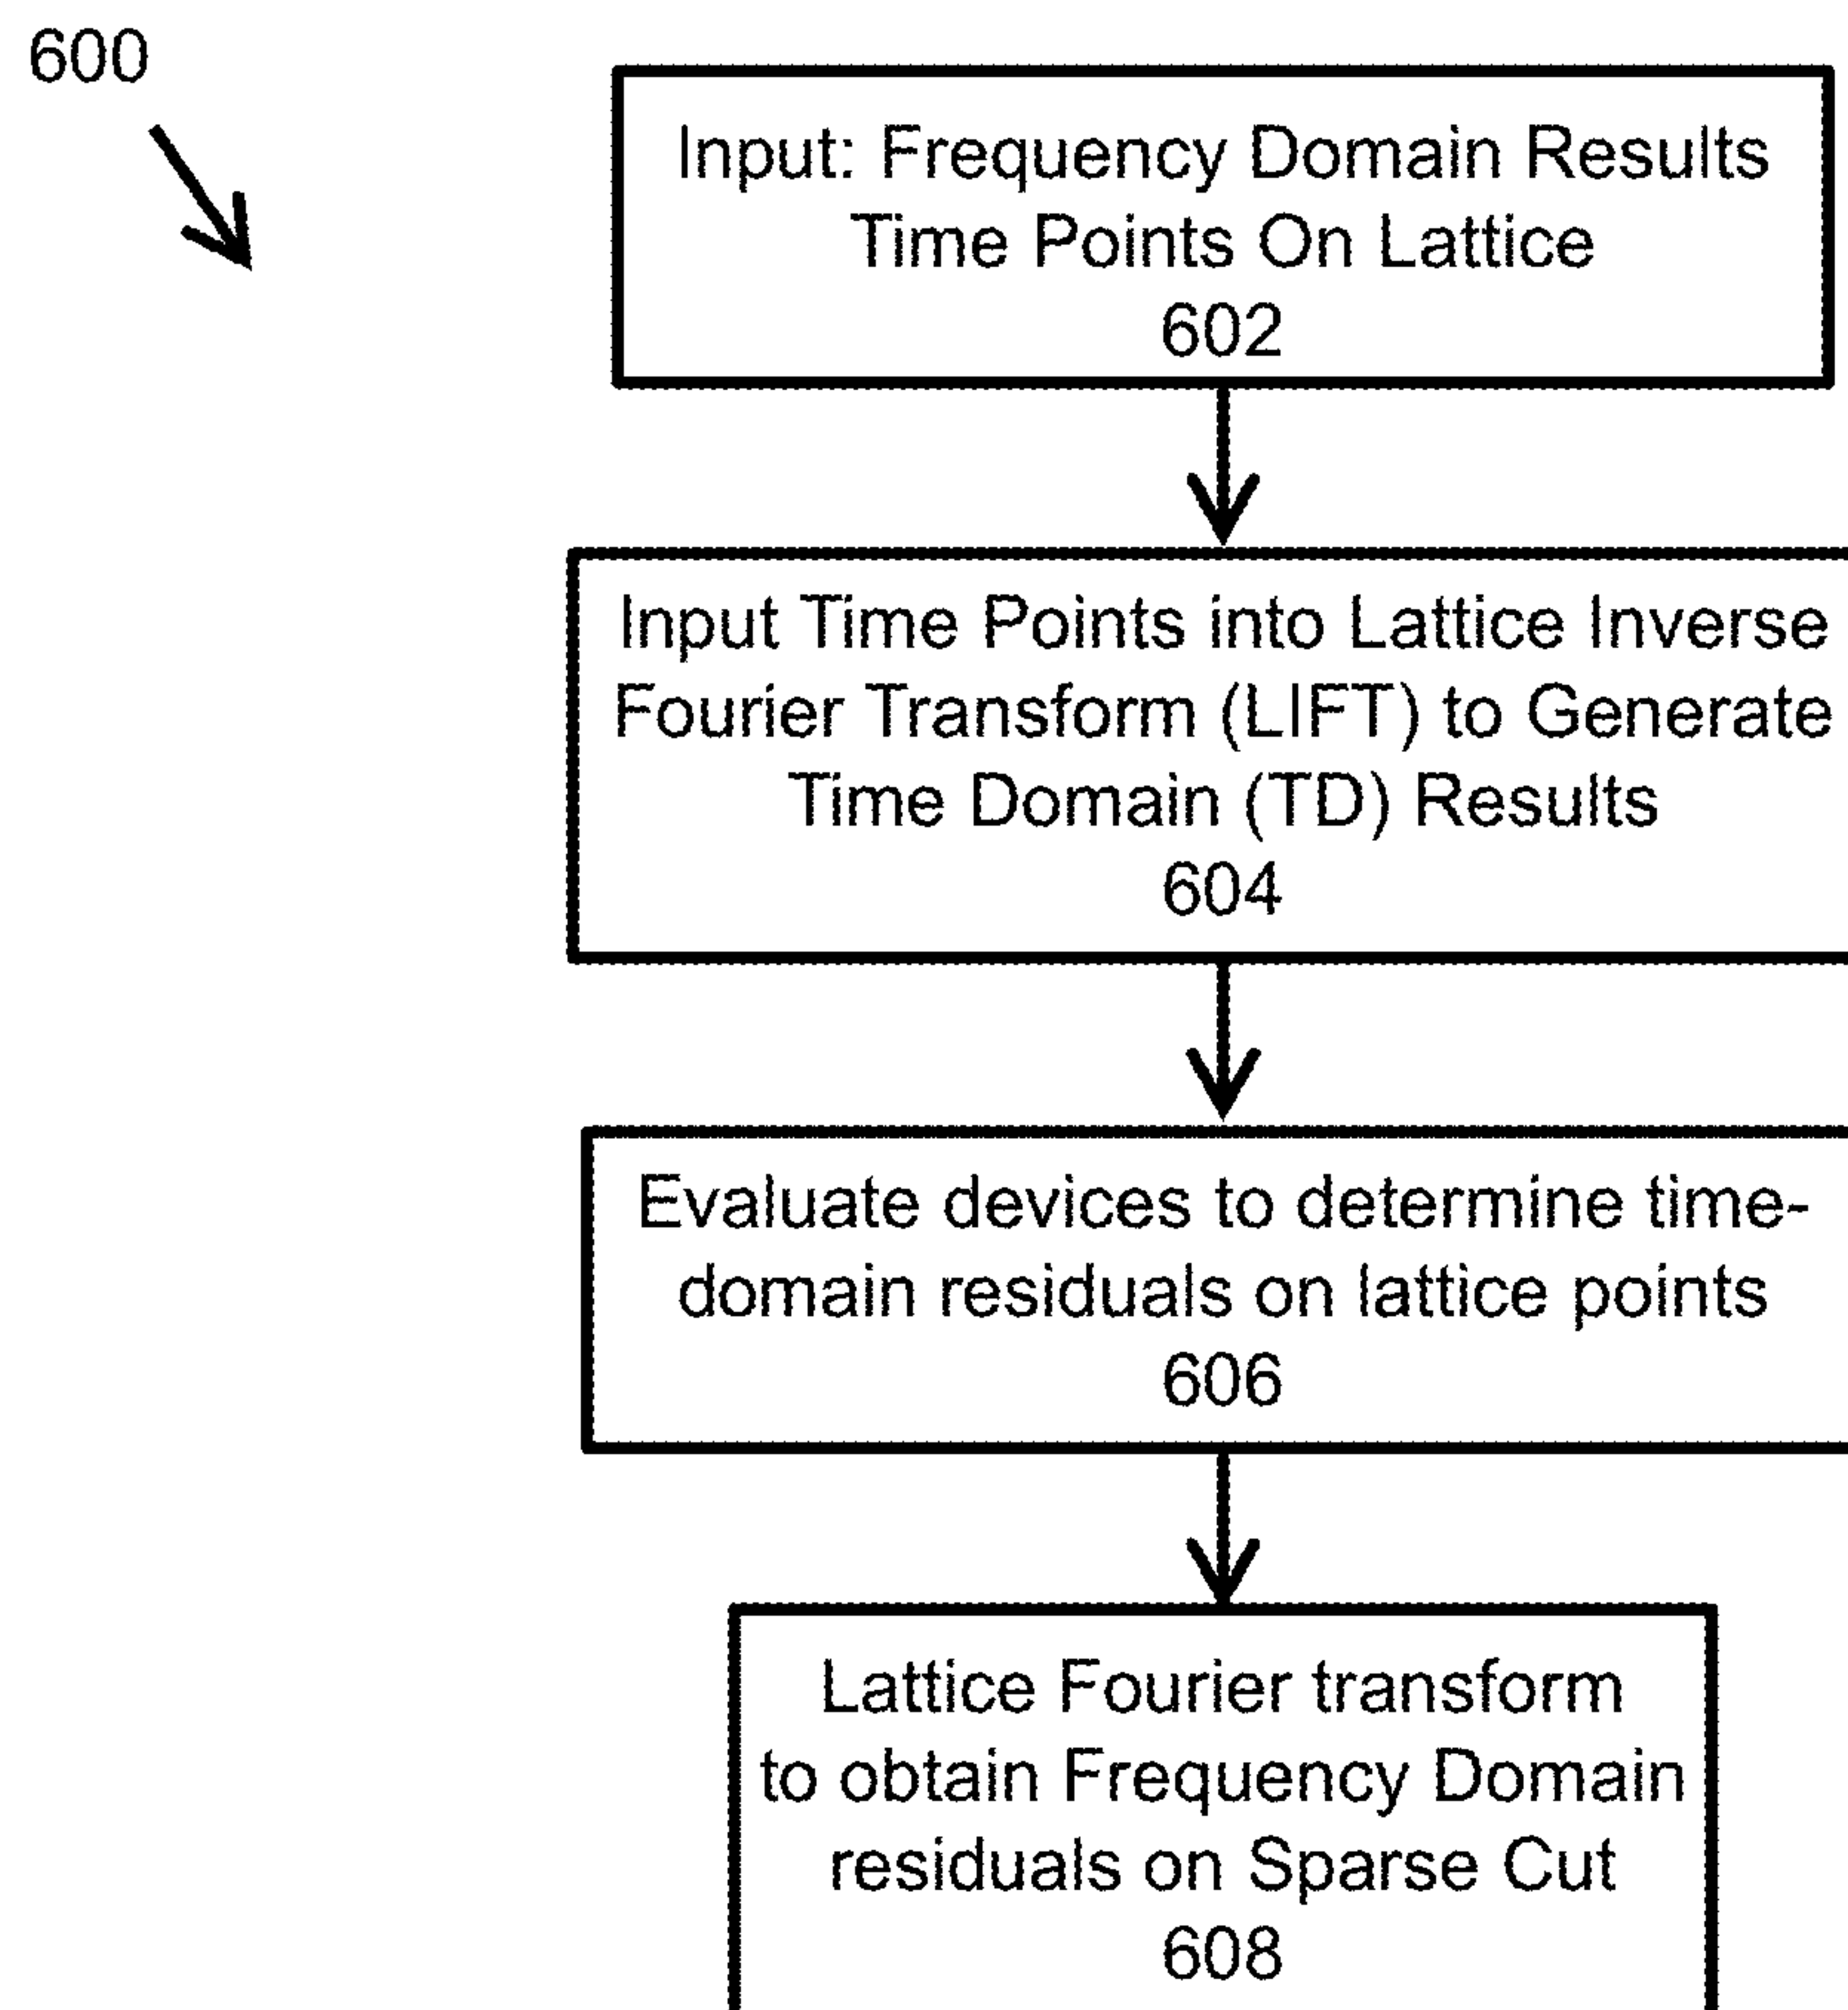 600
Input: Frequency Domain Results
Time Points On Lattice
602
Input Time Points into Lattice Inverse
Fourier Transform (LIFT) to Generate
Time Domain (TD) Results
604
Evaluate devices to determine time-
domain residuals on lattice points
606
Lattice Fourier transform
to obtain Frequency Domain
residuals on Sparse Cut
608